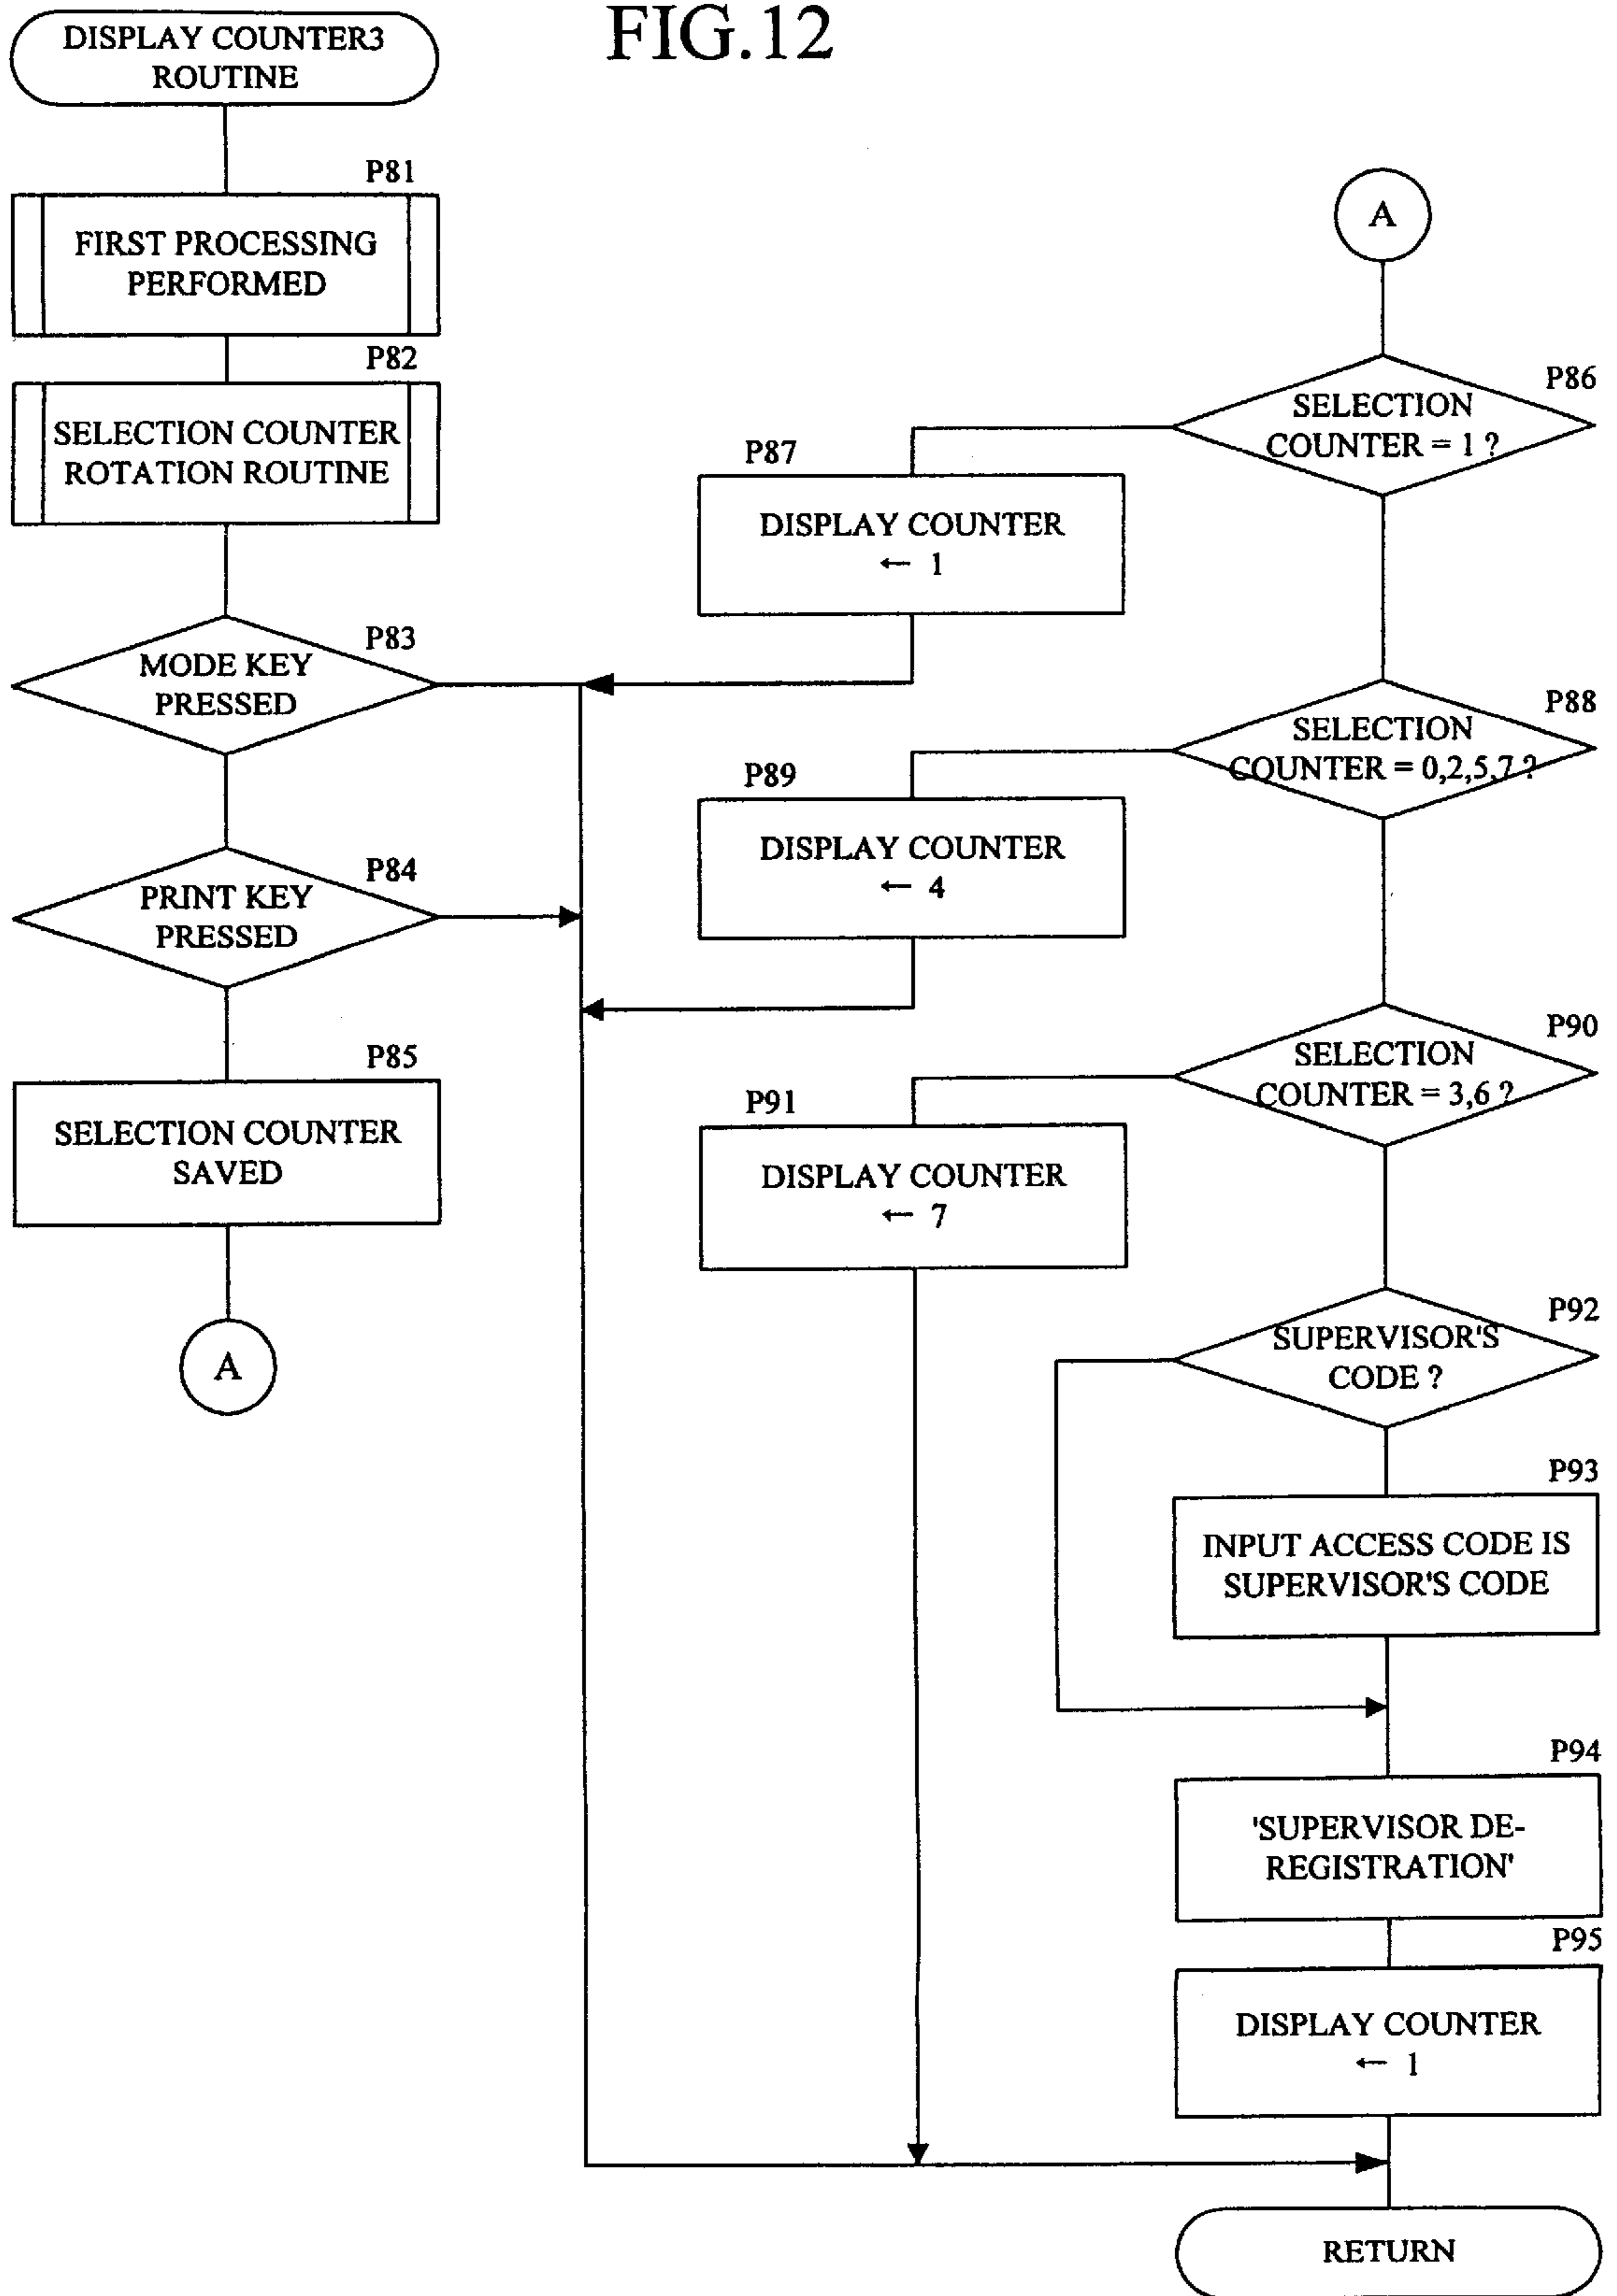 FIG.12
DISPLAY COUNTER3
ROUTINE
P81
FIRST PROCESSING
PERFORMED
P82
SELECTION COUNTER
ROTATION ROUTINE
P83
MODE KEY
PRESSED
P84
PRINT KEY
PRESSED
P85
SELECTION COUNTER
SAVED
A
A
P86
SELECTION
COUNTER = 1 ?
P87
DISPLAY COUNTER
← 1
P88
SELECTION
COUNTER = 0,2,5,7 ?
P89
DISPLAY COUNTER
← 4
P90
SELECTION
COUNTER = 3,6 ?
P91
DISPLAY COUNTER
← 7
P92
SUPERVISOR'S
CODE ?
P93
INPUT ACCESS CODE IS
SUPERVISOR'S CODE
P94
'SUPERVISOR DE-
REGISTRATION'
P95
DISPLAY COUNTER
← 1
RETURN